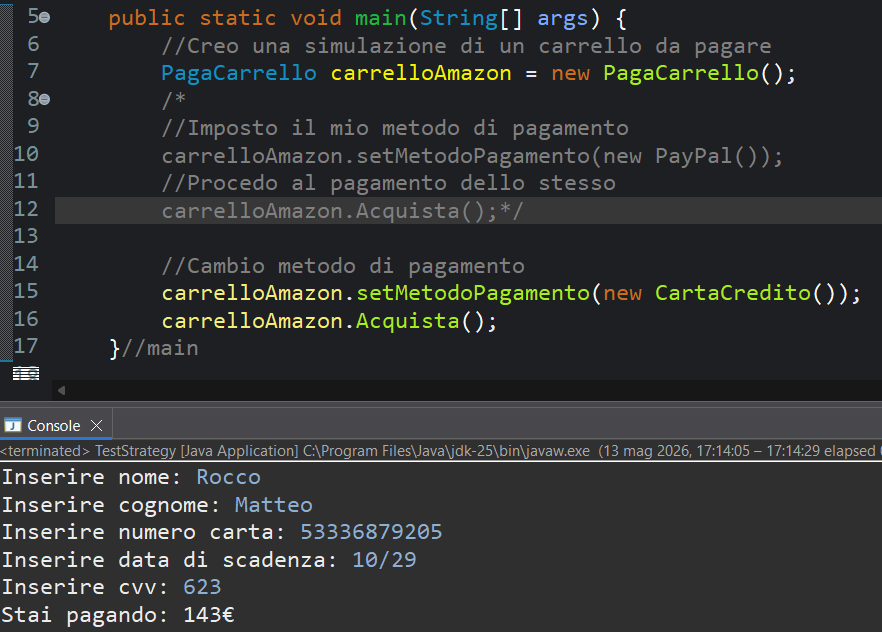 5 public static void main(String[] args) {
6 //Creo una simulazione di un carrello da pagare
7 PagaCarrello carrelloAmazon = new PagaCarrello();
8 /*
9 //Imposto il mio metodo di pagamento
10 carrelloAmazon.setMetodoPagamento(new PayPal());
11 //Procedo al pagamento dello stesso
12 carrelloAmazon.Acquista();*/
13
14 //Cambio metodo di pagamento
15 carrelloAmazon.setMetodoPagamento(new CartaCredito());
16 carrelloAmazon.Acquista();
17 }//main
Console
<terminated> TestStrategy [Java Application] C:\Program Files\Java\jdk-25\bin\javaw.exe (13 mag 2026, 17:14:05 – 17:14:29 elapsed
Inserire nome: Rocco
Inserire cognome: Matteo
Inserire numero carta: 53336879205
Inserire data di scadenza: 10/29
Inserire cvv: 623
Stai pagando: 143€